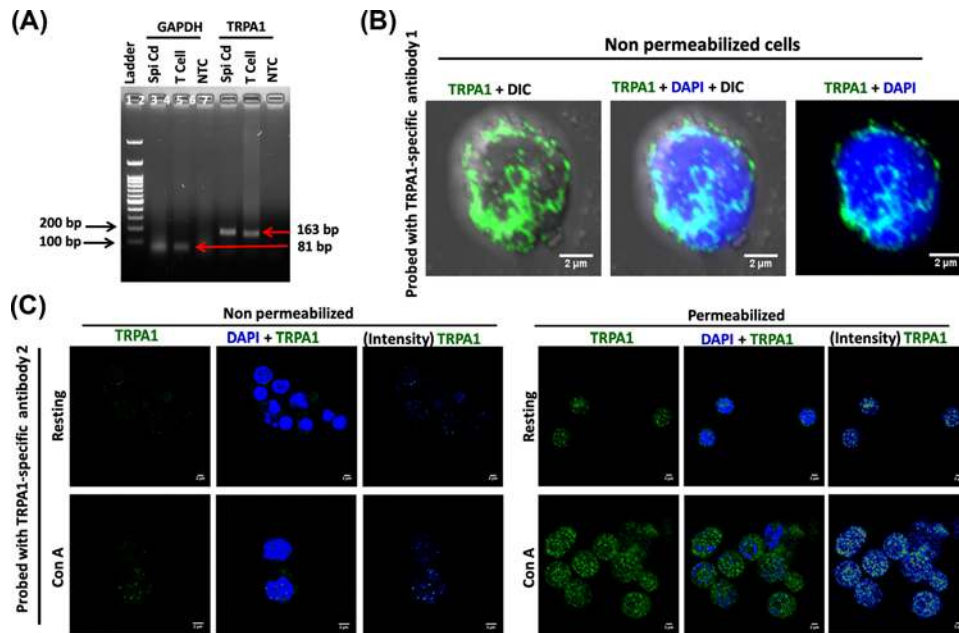 (A)
GAPDH TRPA1
Ladder
Spi Cd
T Cell
NTC
Spi Cd
T Cell
NTC
1 2 3 4 5 6 7
200 bp
100 bp
163 bp
81 bp
(B)
Non permeabilized cells
Probed with TRPA1-specific antibody 1
TRPA1 + DIC
TRPA1 + DAPI + DIC
TRPA1 + DAPI
2 µm
2 µm
2 µm
(C)
Non permeabilized
Permeabilized
TRPA1
DAPI + TRPA1
(Intensity) TRPA1
TRPA1
DAPI + TRPA1
(Intensity) TRPA1
Probed with TRPA1-specific antibody 2
Resting
Con A
Resting
Con A